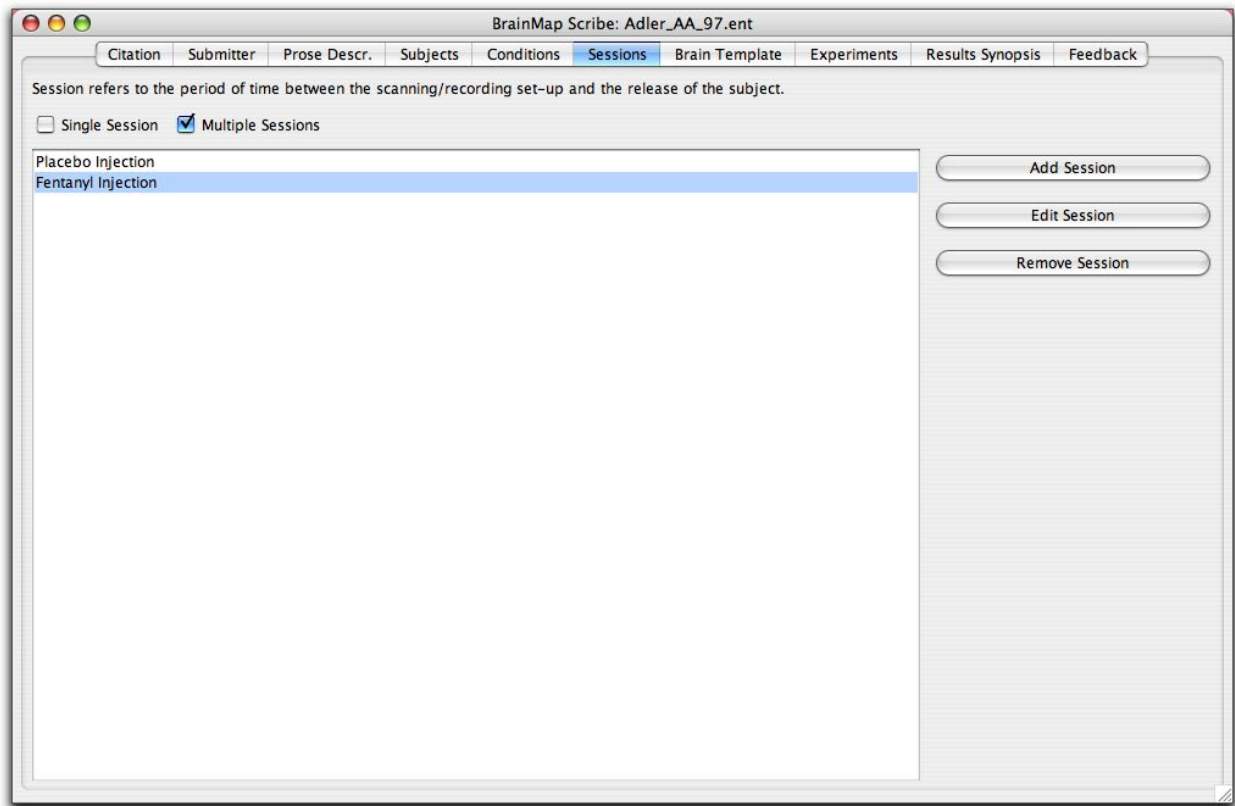 BrainMap Scribe: Adler_AA_97.ent
Citation Submitter Prose Descr. Subjects Conditions Sessions Brain Template Experiments Results Synopsis Feedback
Session refers to the period of time between the scanning/recording set-up and the release of the subject.
Single Session Multiple Sessions
Placebo Injection
Fentanyl Injection
Add Session
Edit Session
Remove Session